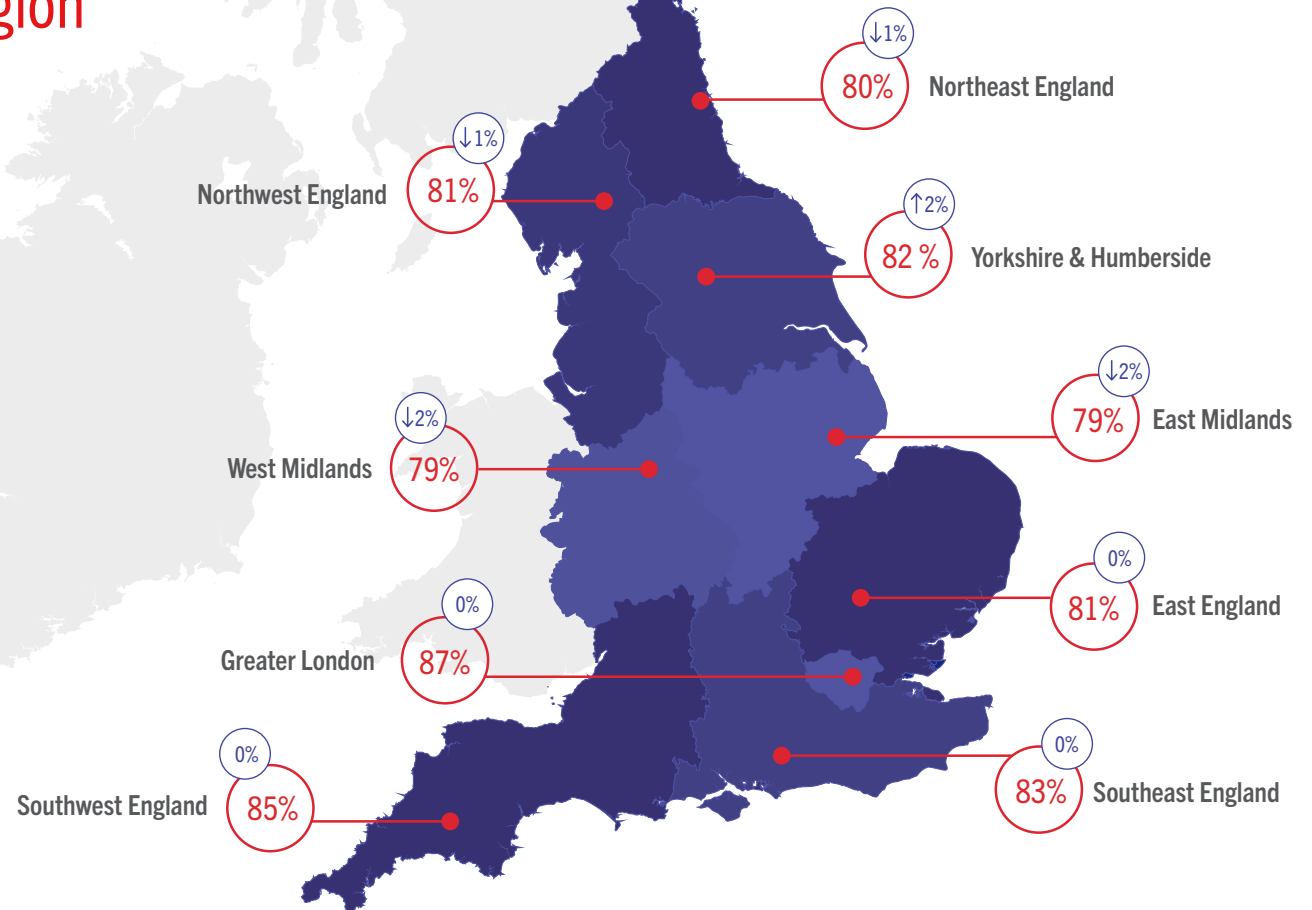 gion
↓1%
80%
Northeast England
↓1%
81%
Northwest England
↑2%
82 %
Yorkshire & Humberside
↓2%
79%
East Midlands
↓2%
79%
West Midlands
0%
81%
East England
0%
87%
Greater London
0%
83%
Southeast England
0%
85%
Southwest England